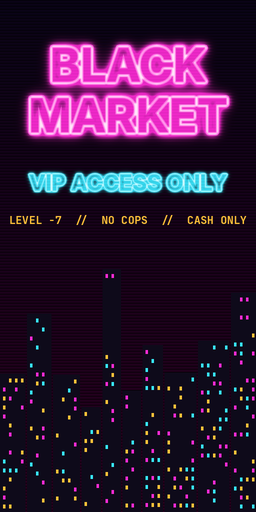 BLACK
MARKET
VIP ACCESS ONLY
LEVEL -7 // NO COPS // CASH ONLY